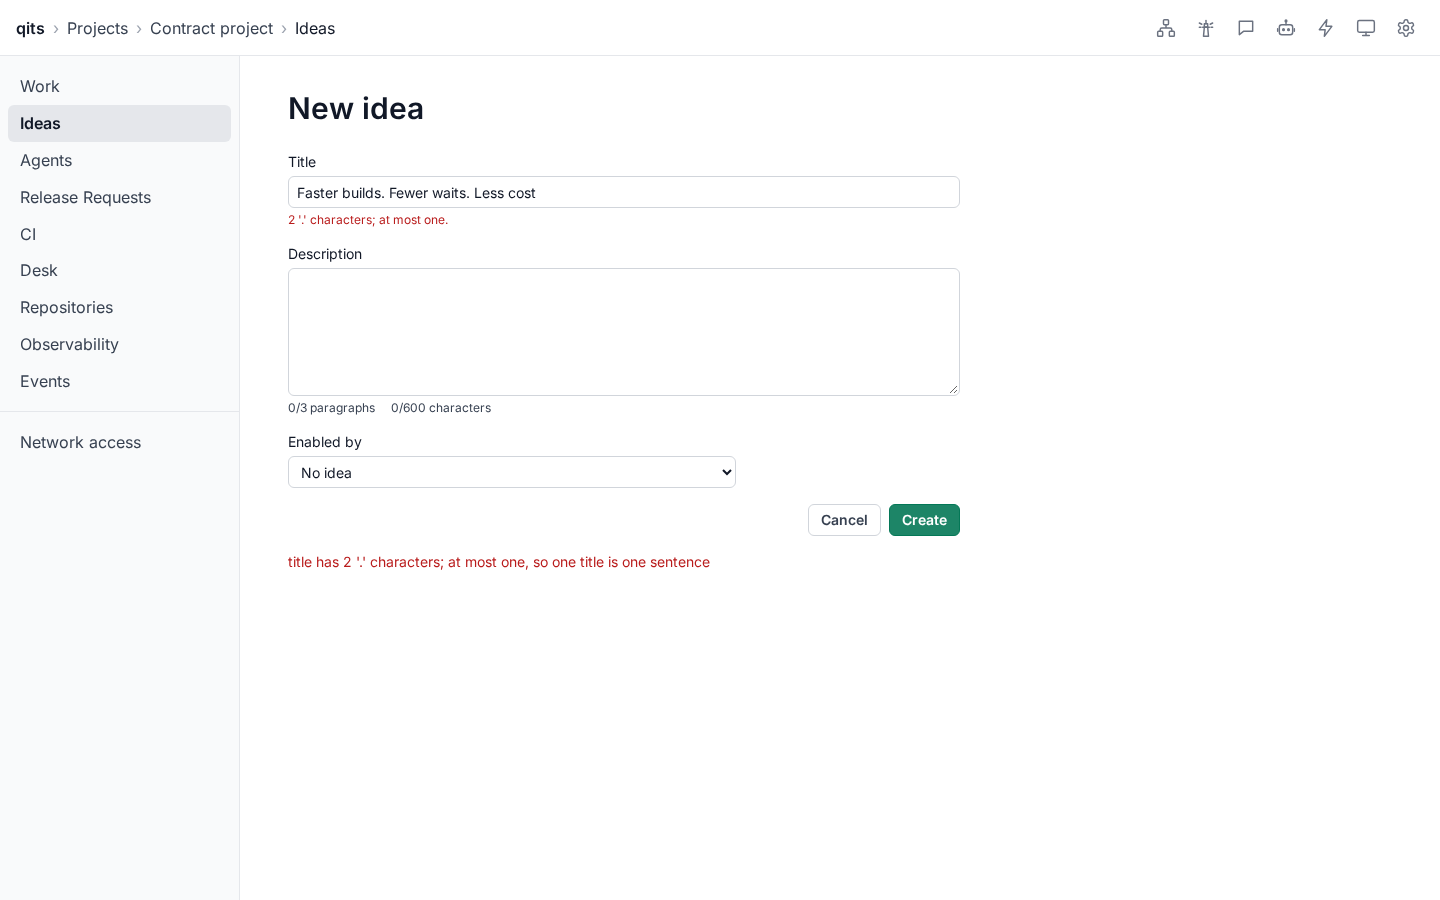 qits › Projects › Contract project › Ideas
Work
Ideas
Agents
Release Requests
CI
Desk
Repositories
Observability
Events
Network access
New idea
Title
Faster builds. Fewer waits. Less cost
2 '.' characters; at most one.
Description
0/3 paragraphs 0/600 characters
Enabled by
No idea
Cancel Create
title has 2 '.' characters; at most one, so one title is one sentence